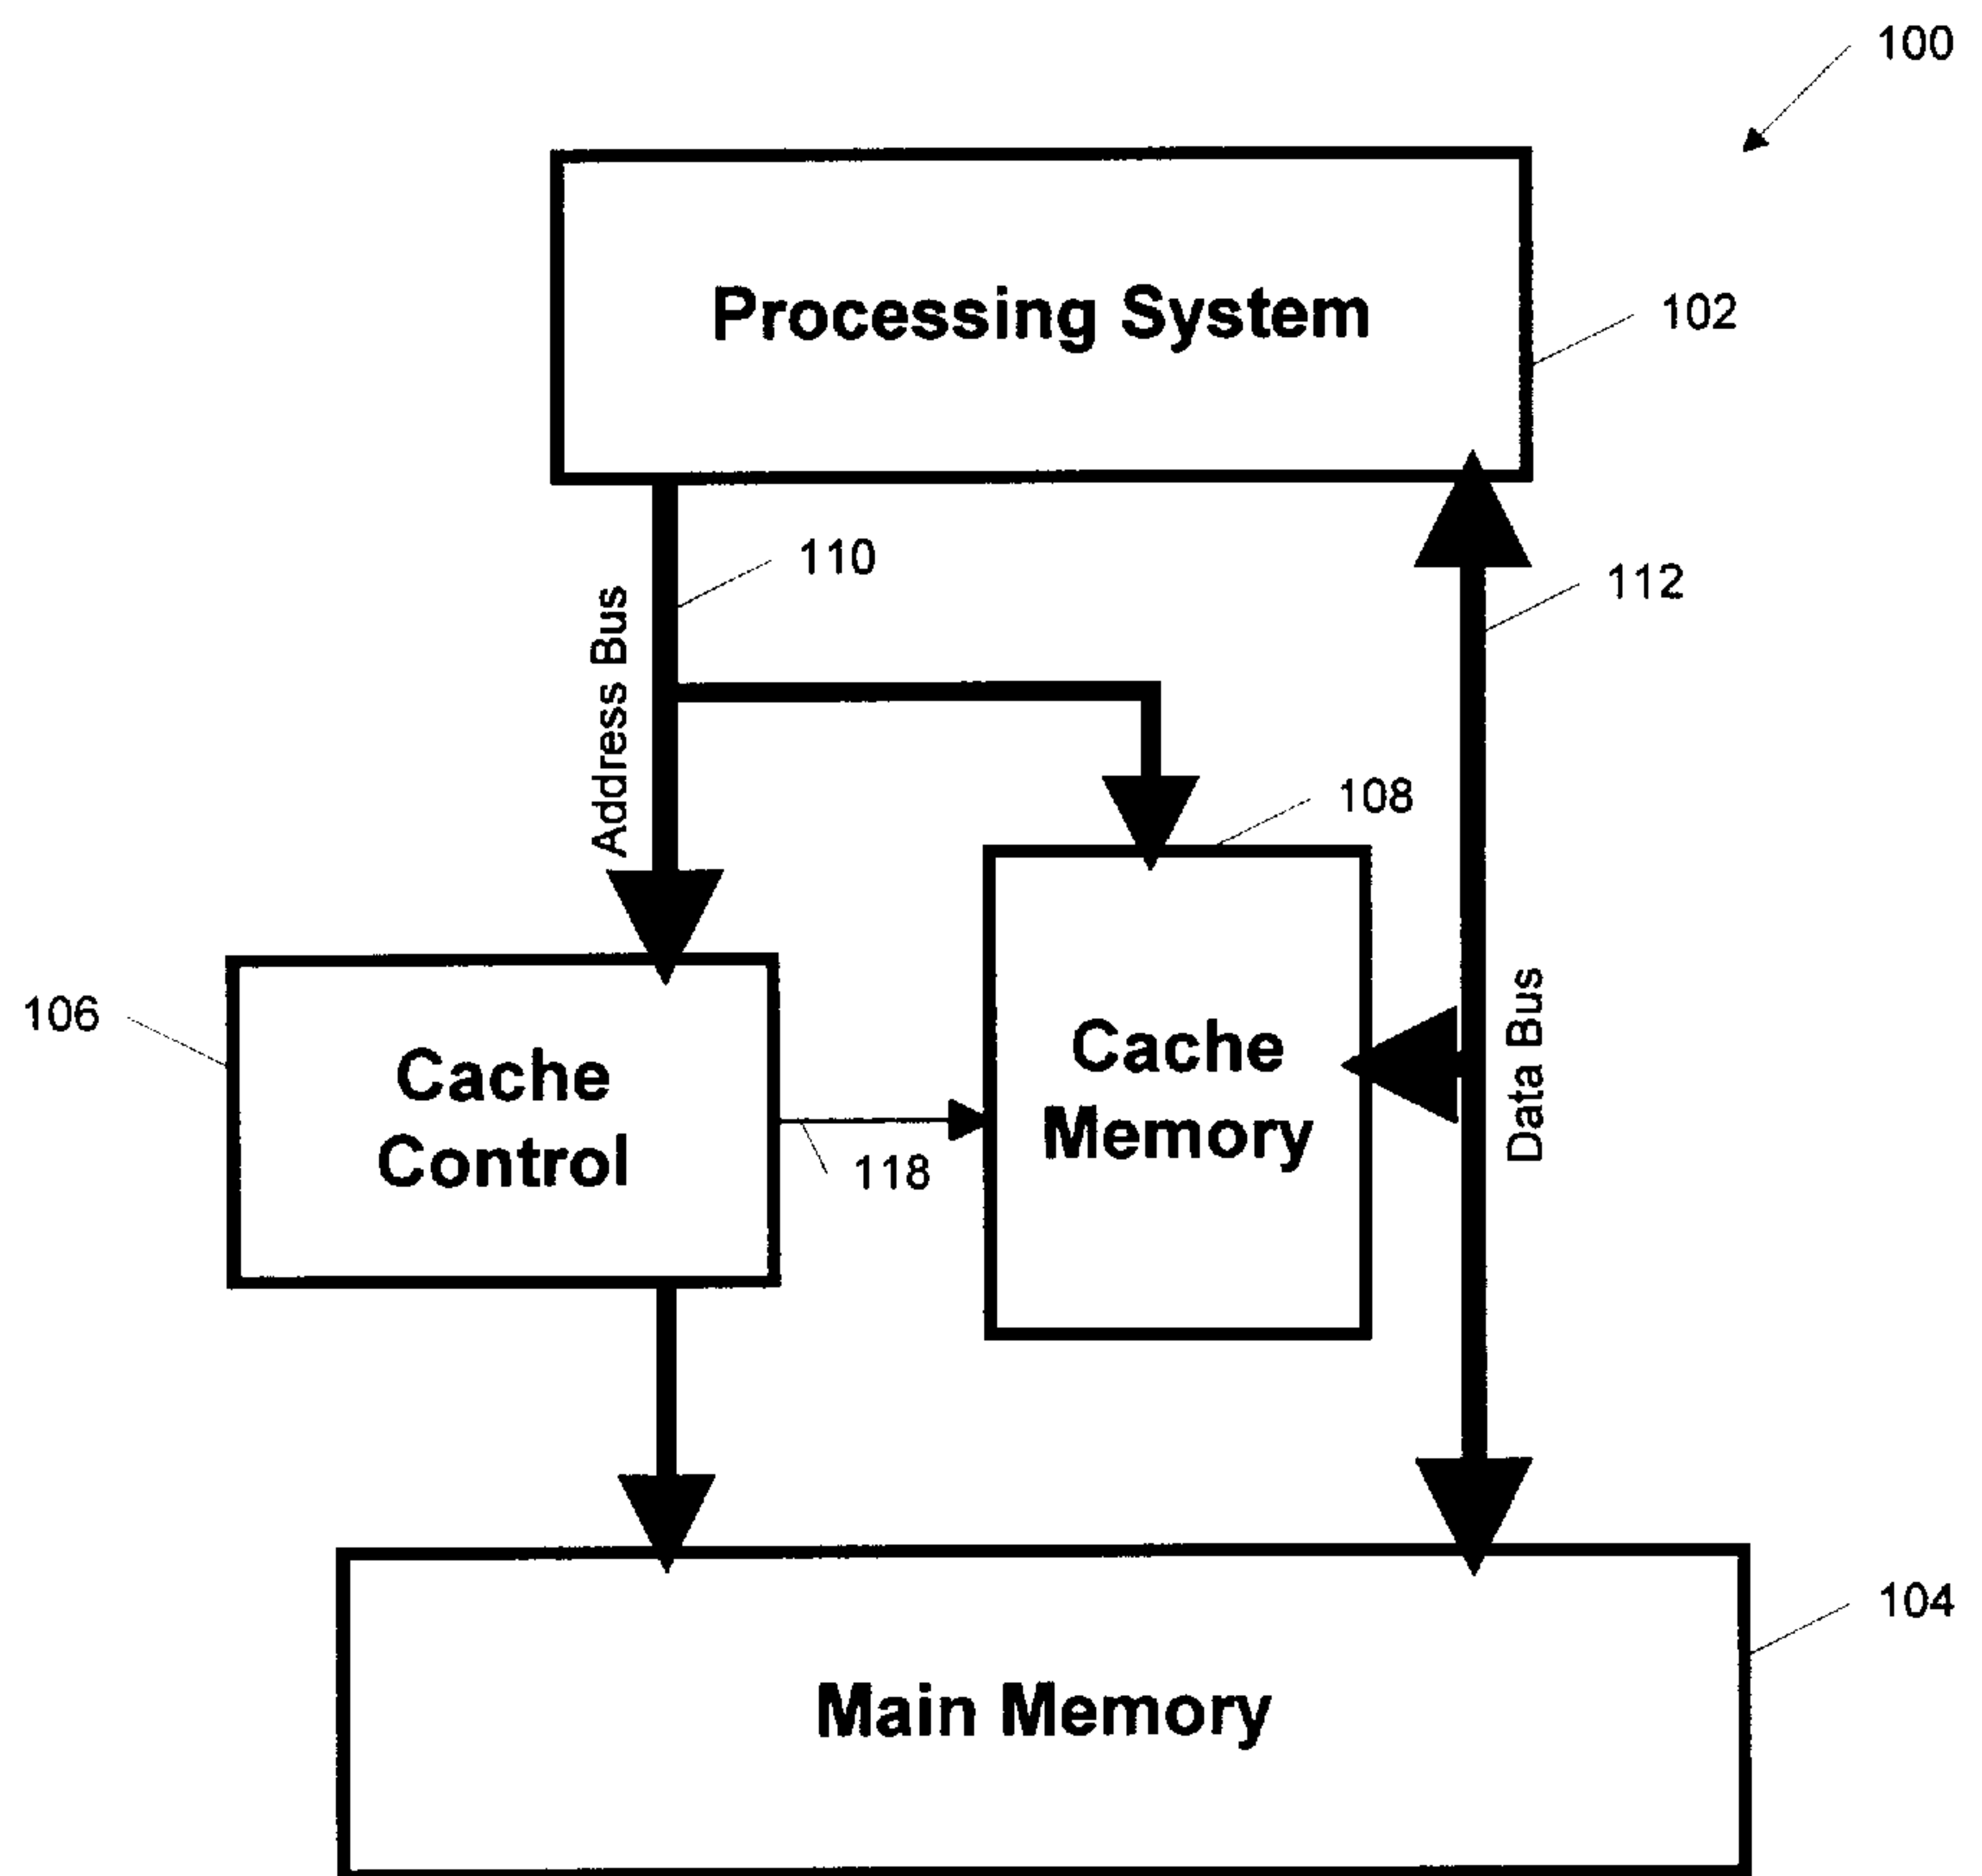 100
Processing System
102
110
112
Address Bus
108
106
Cache
Control
Cache
Memory
Data Bus
118
104
Main Memory